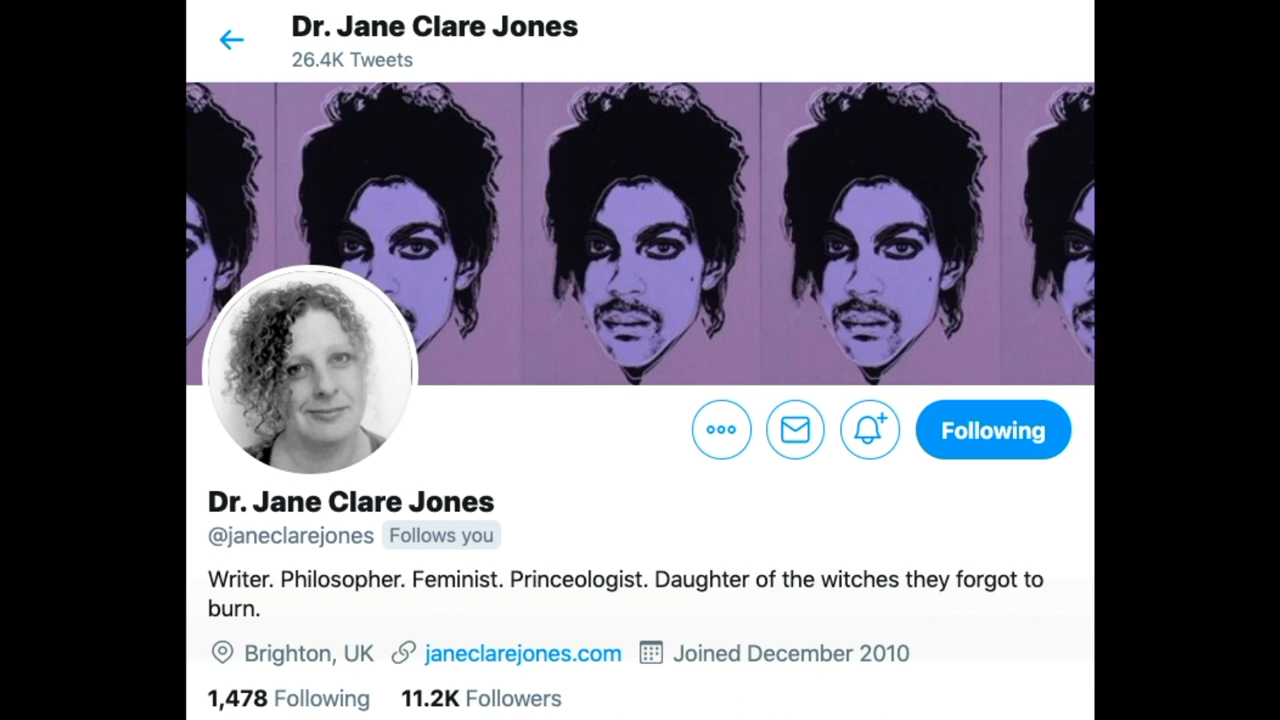 Dr. Jane Clare Jones
26.4K Tweets
Following
Dr. Jane Clare Jones
@janeclarejones Follows you
Writer. Philosopher. Feminist. Princeologist. Daughter of the witches they forgot to
burn.
Brighton, UK janeclarejones.com Joined December 2010
1,478 Following 11.2K Followers